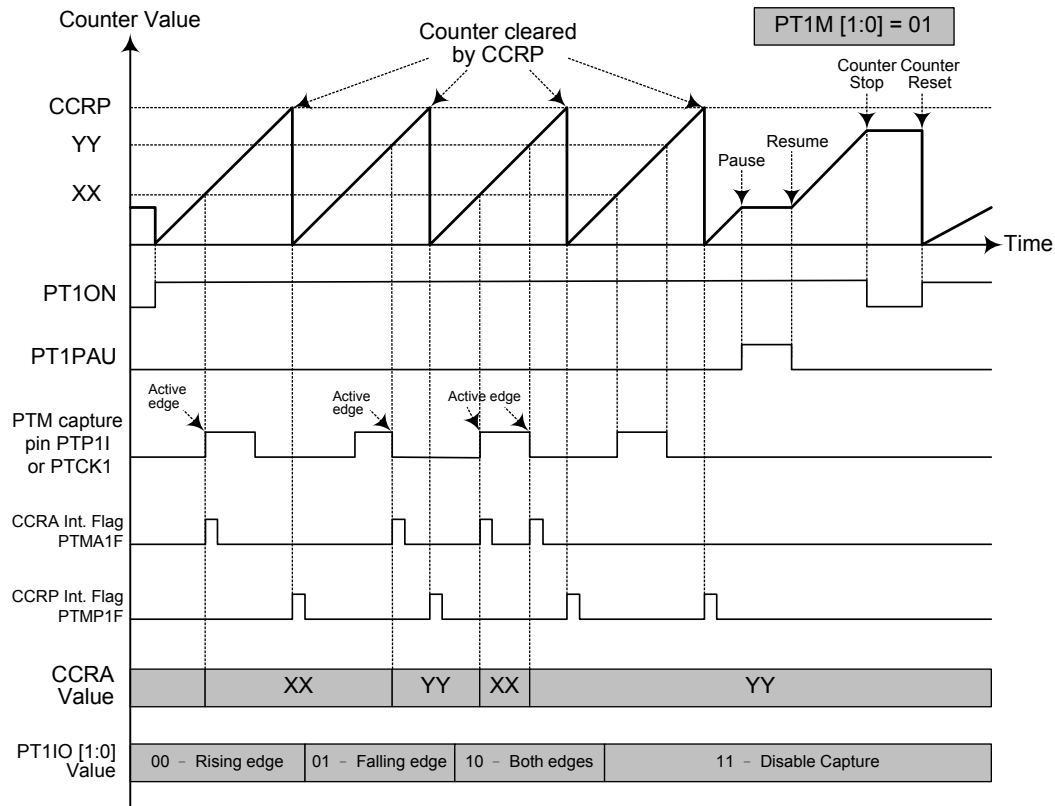 Counter Value
PT1M [1:0] = 01
Counter cleared
by CCRP
Counter
Stop
Counter
Reset
CCRP
YY
Pause
Resume
XX
Time
PT1ON
PT1PAU
Active
edge
Active
edge
Active edge
PTM capture
pin PTP1I
or PTCK1
CCRA Int. Flag
PTMA1F
CCRP Int. Flag
PTMP1F
CCRA
Value
XX
YY
XX
YY
PT1IO [1:0]
Value
00 – Rising edge
01 – Falling edge
10 – Both edges
11 – Disable Capture